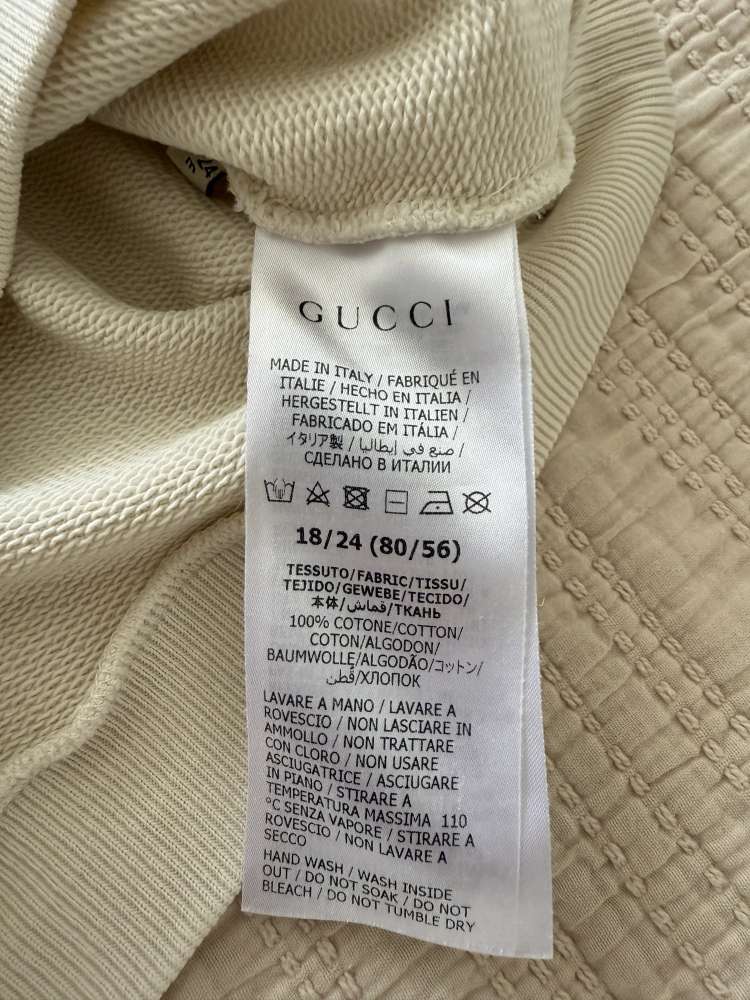 GUCCI
MADE IN ITALY / FABRIQUÉ EN
ITALIE / HECHO EN ITALIA /
HERGESTELLT IN ITALIEN /
FABRICADO EM ITÁLIA /
イタリア製 / صنع في إيطاليا /
СДЕЛАНО В ИТАЛИИ
18/24 (80/56)
TESSUTO/FABRIC/TISSU/
TEJIDO/GEWEBE/TECIDO/
本体/قماش/ТКАНЬ
100% COTONE/COTTON/
COTON/ALGODON/
BAUMWOLLE/ALGODÃO/コットン/
قطن/ХЛОПОК
LAVARE A MANO / LAVARE A
ROVESCIO / NON LASCIARE IN
AMMOLLO / NON TRATTARE
CON CLORO / NON USARE
ASCIUGATRICE / ASCIUGARE
IN PIANO / STIRARE A
TEMPERATURA MASSIMA 110
°C SENZA VAPORE / STIRARE A
ROVESCIO / NON LAVARE A
SECCO
HAND WASH / WASH INSIDE
OUT / DO NOT SOAK / DO NOT
BLEACH / DO NOT TUMBLE DRY